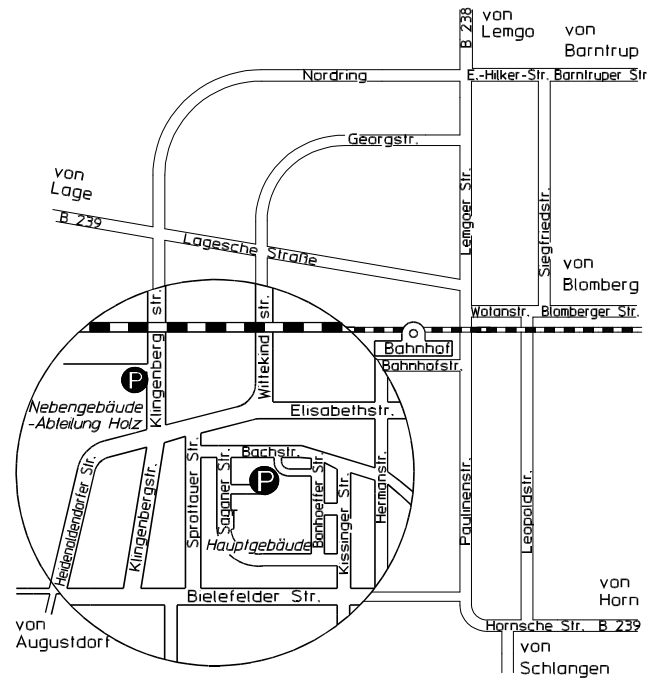 B 238
von
Lemgo
von
Barntrup
Nordring
E.-Hilker-Str.
Barntruper Str
Georgstr.
von
Lage
B 239
Lagesche Straße
Lemgoer Str.
Siegfriedstr.
von
Blomberg
Wotanstr.
Blomberger Str.
Klingenberg str.
Wittekind str.
Bahnhof
Bahnhofstr.
P
Nebengebäude
-Abteilung Holz
Elisabethstr.
Bachstr.
P
Heidenoldendorfer Str.
Klingenbergstr.
Sprottauer Str.
Saganer Str.
Hauptgebäude
Bonhoeffer Str.
Kissinger Str.
Hermanstr.
Paulinenstr.
Leopoldstr.
Bielefelder Str.
von
Augustdorf
von
Horn
Hornsche Str. B 239
von
Schlangen